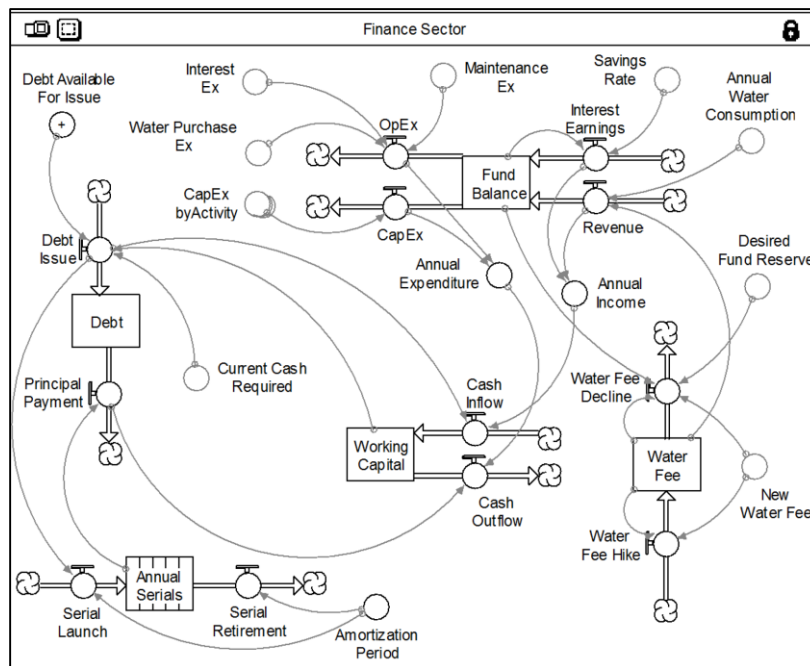 Finance Sector
Debt Available
For Issue
Interest
Ex
Maintenance
Ex
Savings
Rate
Annual
Water
Consumption
Water Purchase
Ex
OpEx
Interest
Earnings
Fund
Balance
CapEx
byActivity
CapEx
Revenue
Debt
Issue
Annual
Expenditure
Annual
Income
Desired
Fund Reserve
Debt
Current Cash
Required
Principal
Payment
Cash
Inflow
Water Fee
Decline
Working
Capital
Water
Fee
Cash
Outflow
New
Water Fee
Water
Fee Hike
Annual
Serials
Serial
Launch
Serial
Retirement
Amortization
Period